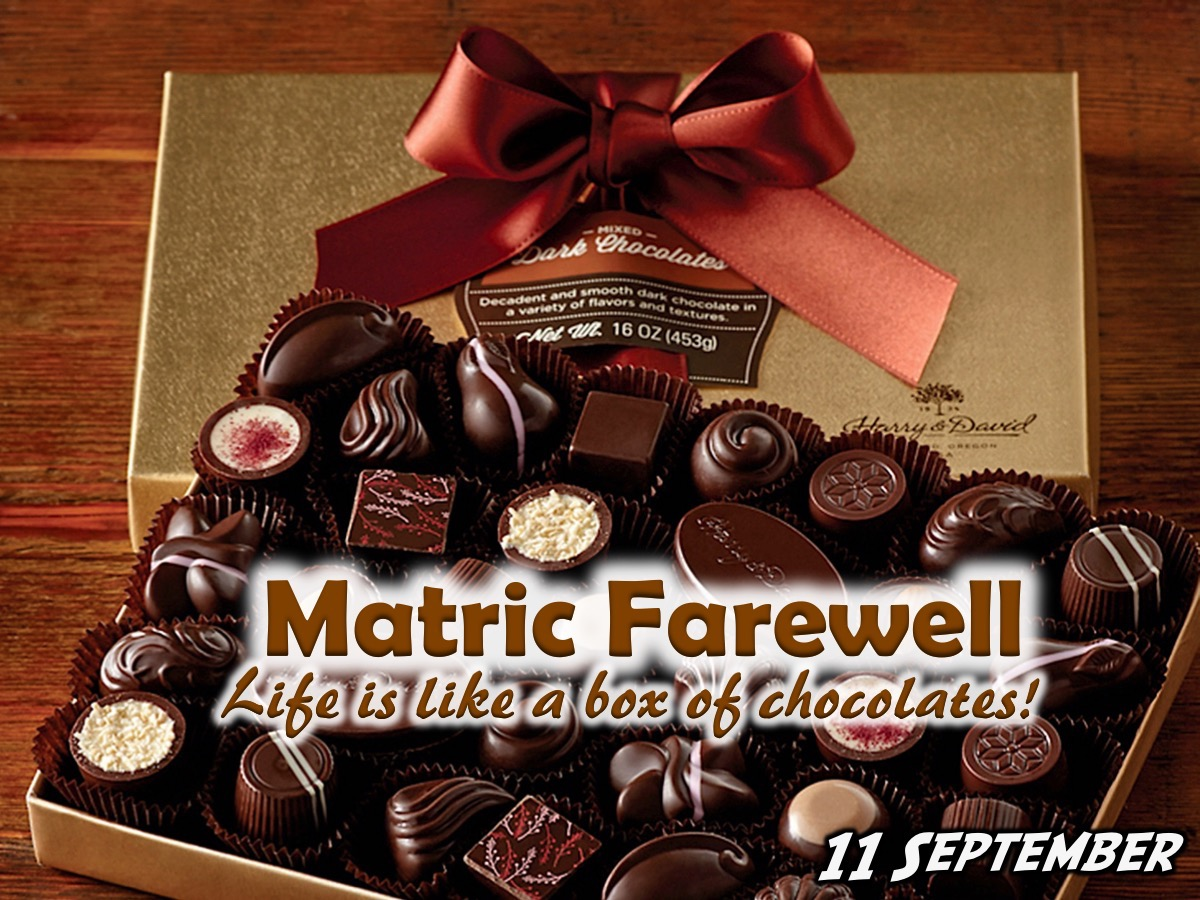 — MIXED —
Dark Chocolates
Decadent and smooth dark chocolate in
a variety of flavors and textures.
Net Wt. 16 OZ (453g)
Harry & David
OREGON
Matric Farewell
Life is like a box of chocolates!
11 September